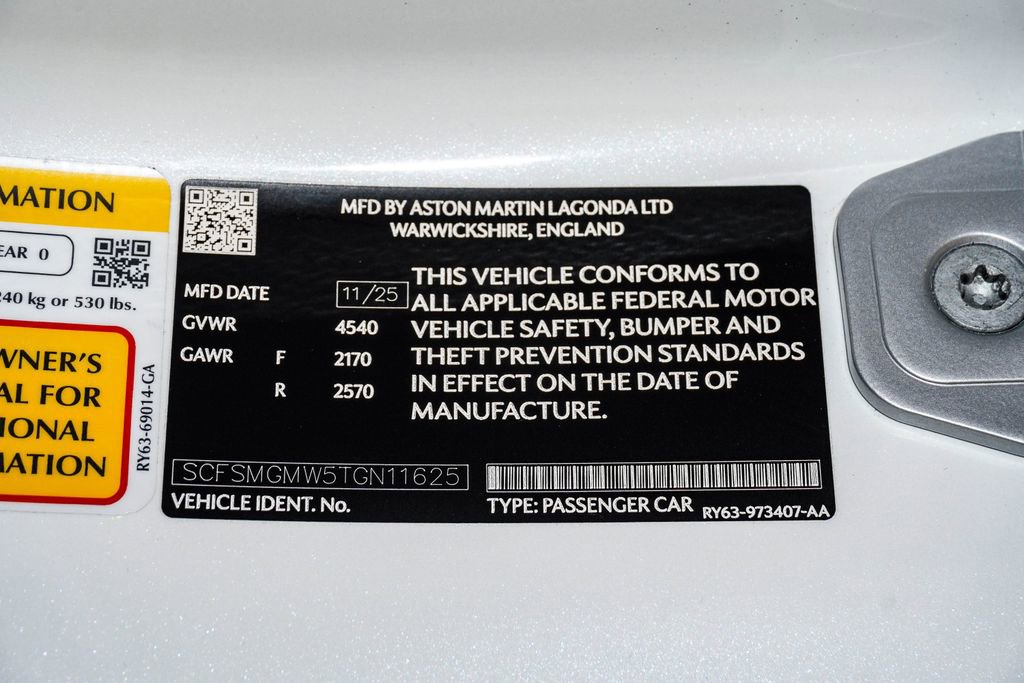 MATION
EAR 0
240 kg or 530 lbs.
WNER'S
AL FOR
IONAL
MATION
RY63-69014-GA
MFD BY ASTON MARTIN LAGONDA LTD
WARWICKSHIRE, ENGLAND
MFD DATE 11/25
GVWR 4540
GAWR F 2170
R 2570
THIS VEHICLE CONFORMS TO
ALL APPLICABLE FEDERAL MOTOR
VEHICLE SAFETY, BUMPER AND
THEFT PREVENTION STANDARDS
IN EFFECT ON THE DATE OF
MANUFACTURE.
SCFSMGMW5TGN11625
VEHICLE IDENT. No.
TYPE: PASSENGER CAR
RY63-973407-AA